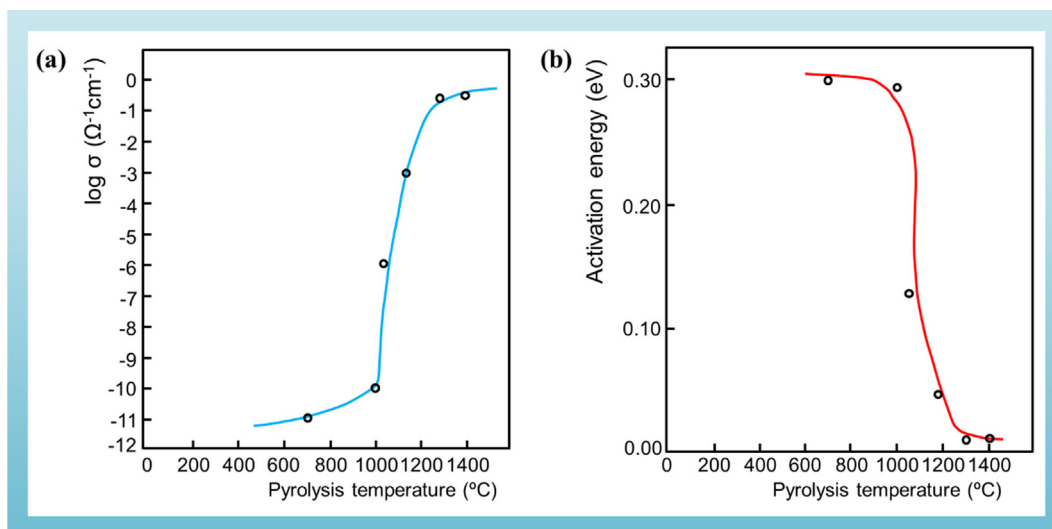 (a)
log σ (Ω⁻¹cm⁻¹)
0
-1
-2
-3
-4
-5
-6
-7
-8
-9
-10
-11
-12
0 200 400 600 800 1000 1200 1400
Pyrolysis temperature (ºC)
(b)
Activation energy (eV)
0.30
0.20
0.10
0.00
0 200 400 600 800 1000 1200 1400
Pyrolysis temperature (ºC)